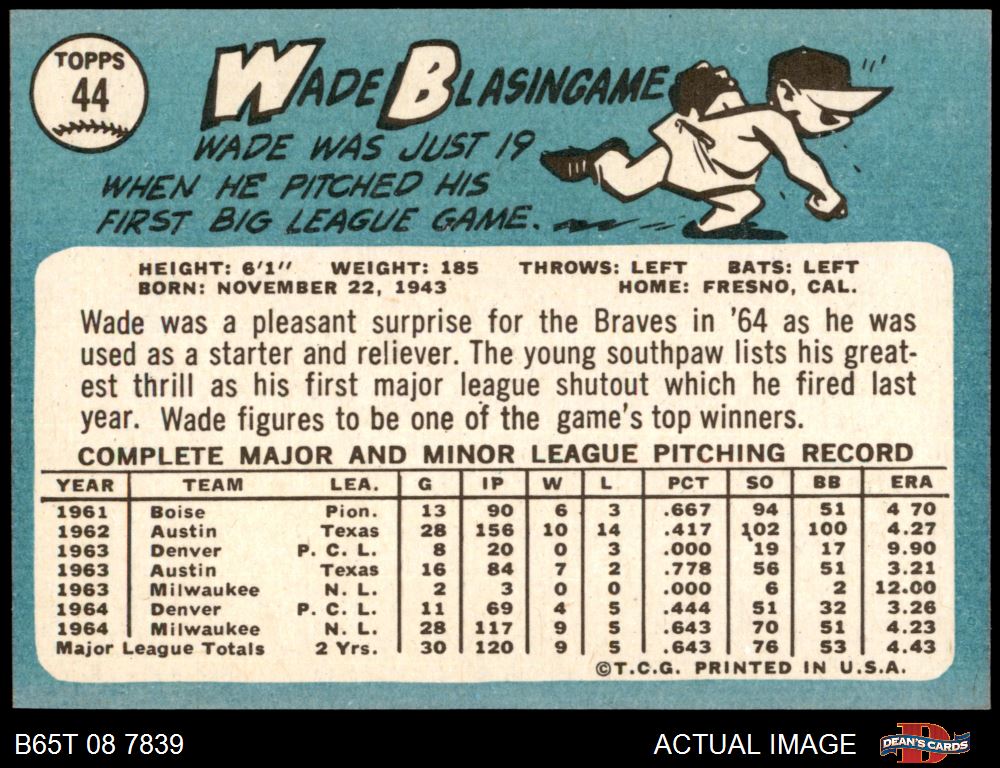 TOPPS
44
WADE BLASINGAME
WADE WAS JUST 19
WHEN HE PITCHED HIS
FIRST BIG LEAGUE GAME.
HEIGHT: 6'1" WEIGHT: 185 THROWS: LEFT BATS: LEFT
BORN: NOVEMBER 22, 1943 HOME: FRESNO, CAL.
Wade was a pleasant surprise for the Braves in '64 as he was
used as a starter and reliever. The young southpaw lists his great-
est thrill as his first major league shutout which he fired last
year. Wade figures to be one of the game's top winners.
COMPLETE MAJOR AND MINOR LEAGUE PITCHING RECORD
YEAR TEAM LEA. G IP W L PCT SO BB ERA
1961 Boise Pion. 13 90 6 3 .667 94 51 4 70
1962 Austin Texas 28 156 10 14 .417 102 100 4.27
1963 Denver P. C. L. 8 20 0 3 .000 19 17 9.90
1963 Austin Texas 16 84 7 2 .778 56 51 3.21
1963 Milwaukee N. L. 2 3 0 0 .000 6 2 12.00
1964 Denver P. C. L. 11 69 4 5 .444 51 32 3.26
1964 Milwaukee N. L. 28 117 9 5 .643 70 51 4.23
Major League Totals 2 Yrs. 30 120 9 5 .643 76 53 4.43
©T.C.G. PRINTED IN U.S.A.
B65T 08 7839 ACTUAL IMAGE DEAN'S CARDS